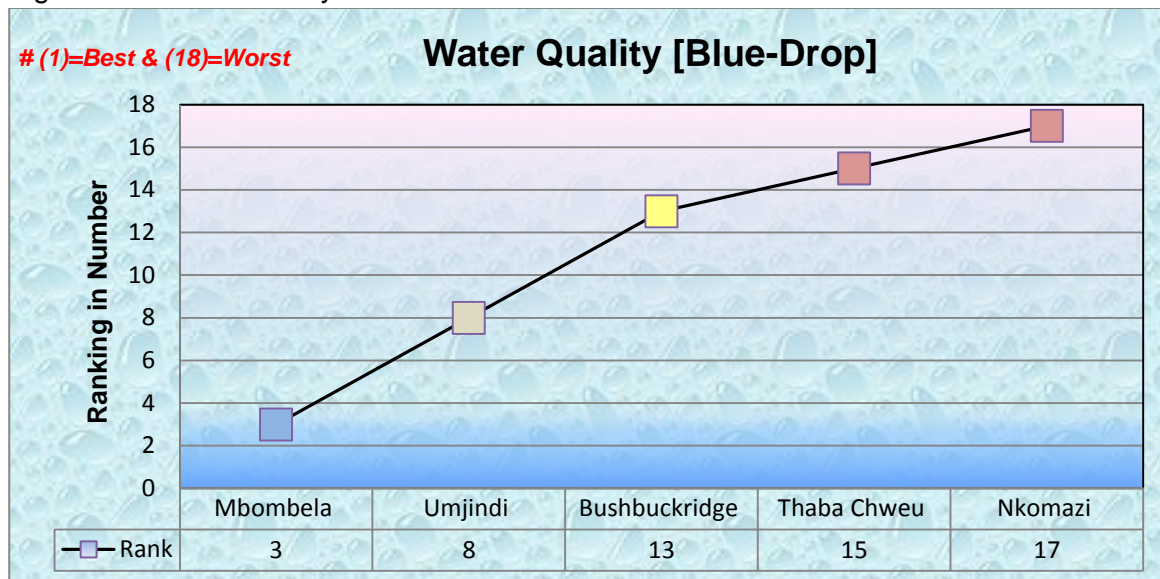 # (1)=Best & (18)=Worst
Water Quality [Blue-Drop]
Ranking in Number
18
16
14
12
10
8
6
4
2
0
Mbombela Umjindi Bushbuckridge Thaba Chweu Nkomazi
Rank 3 8 13 15 17